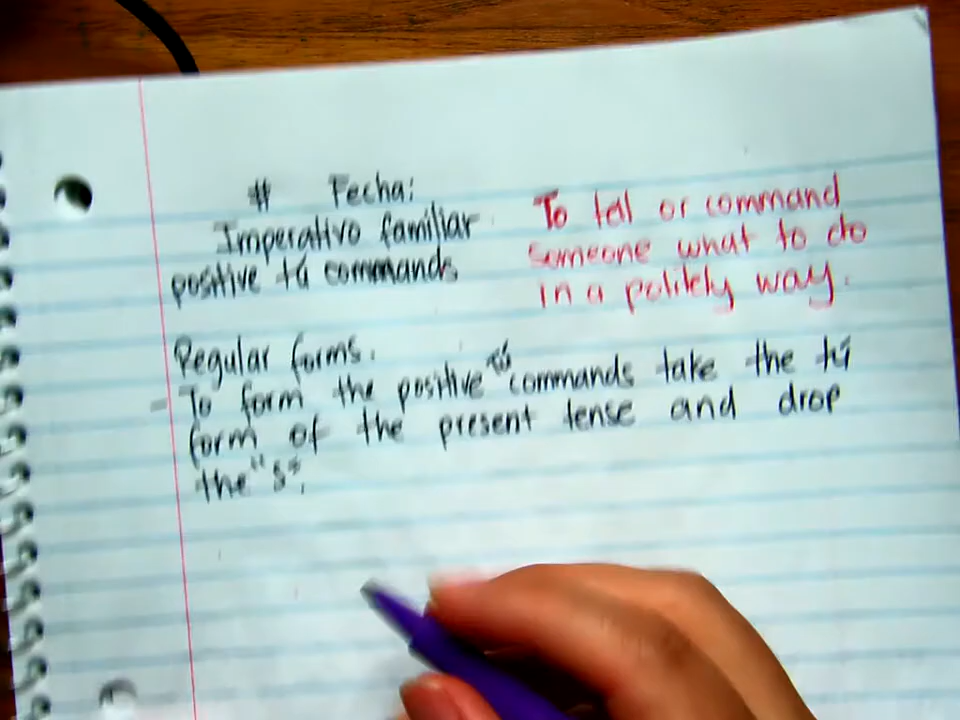 # Fecha:
Imperativo familiar
positive tú commands
To tell or command
someone what to do
in a politely way.
Regular forms.
- To form the positive tú commands take the tú
form of the present tense and drop
the "s".